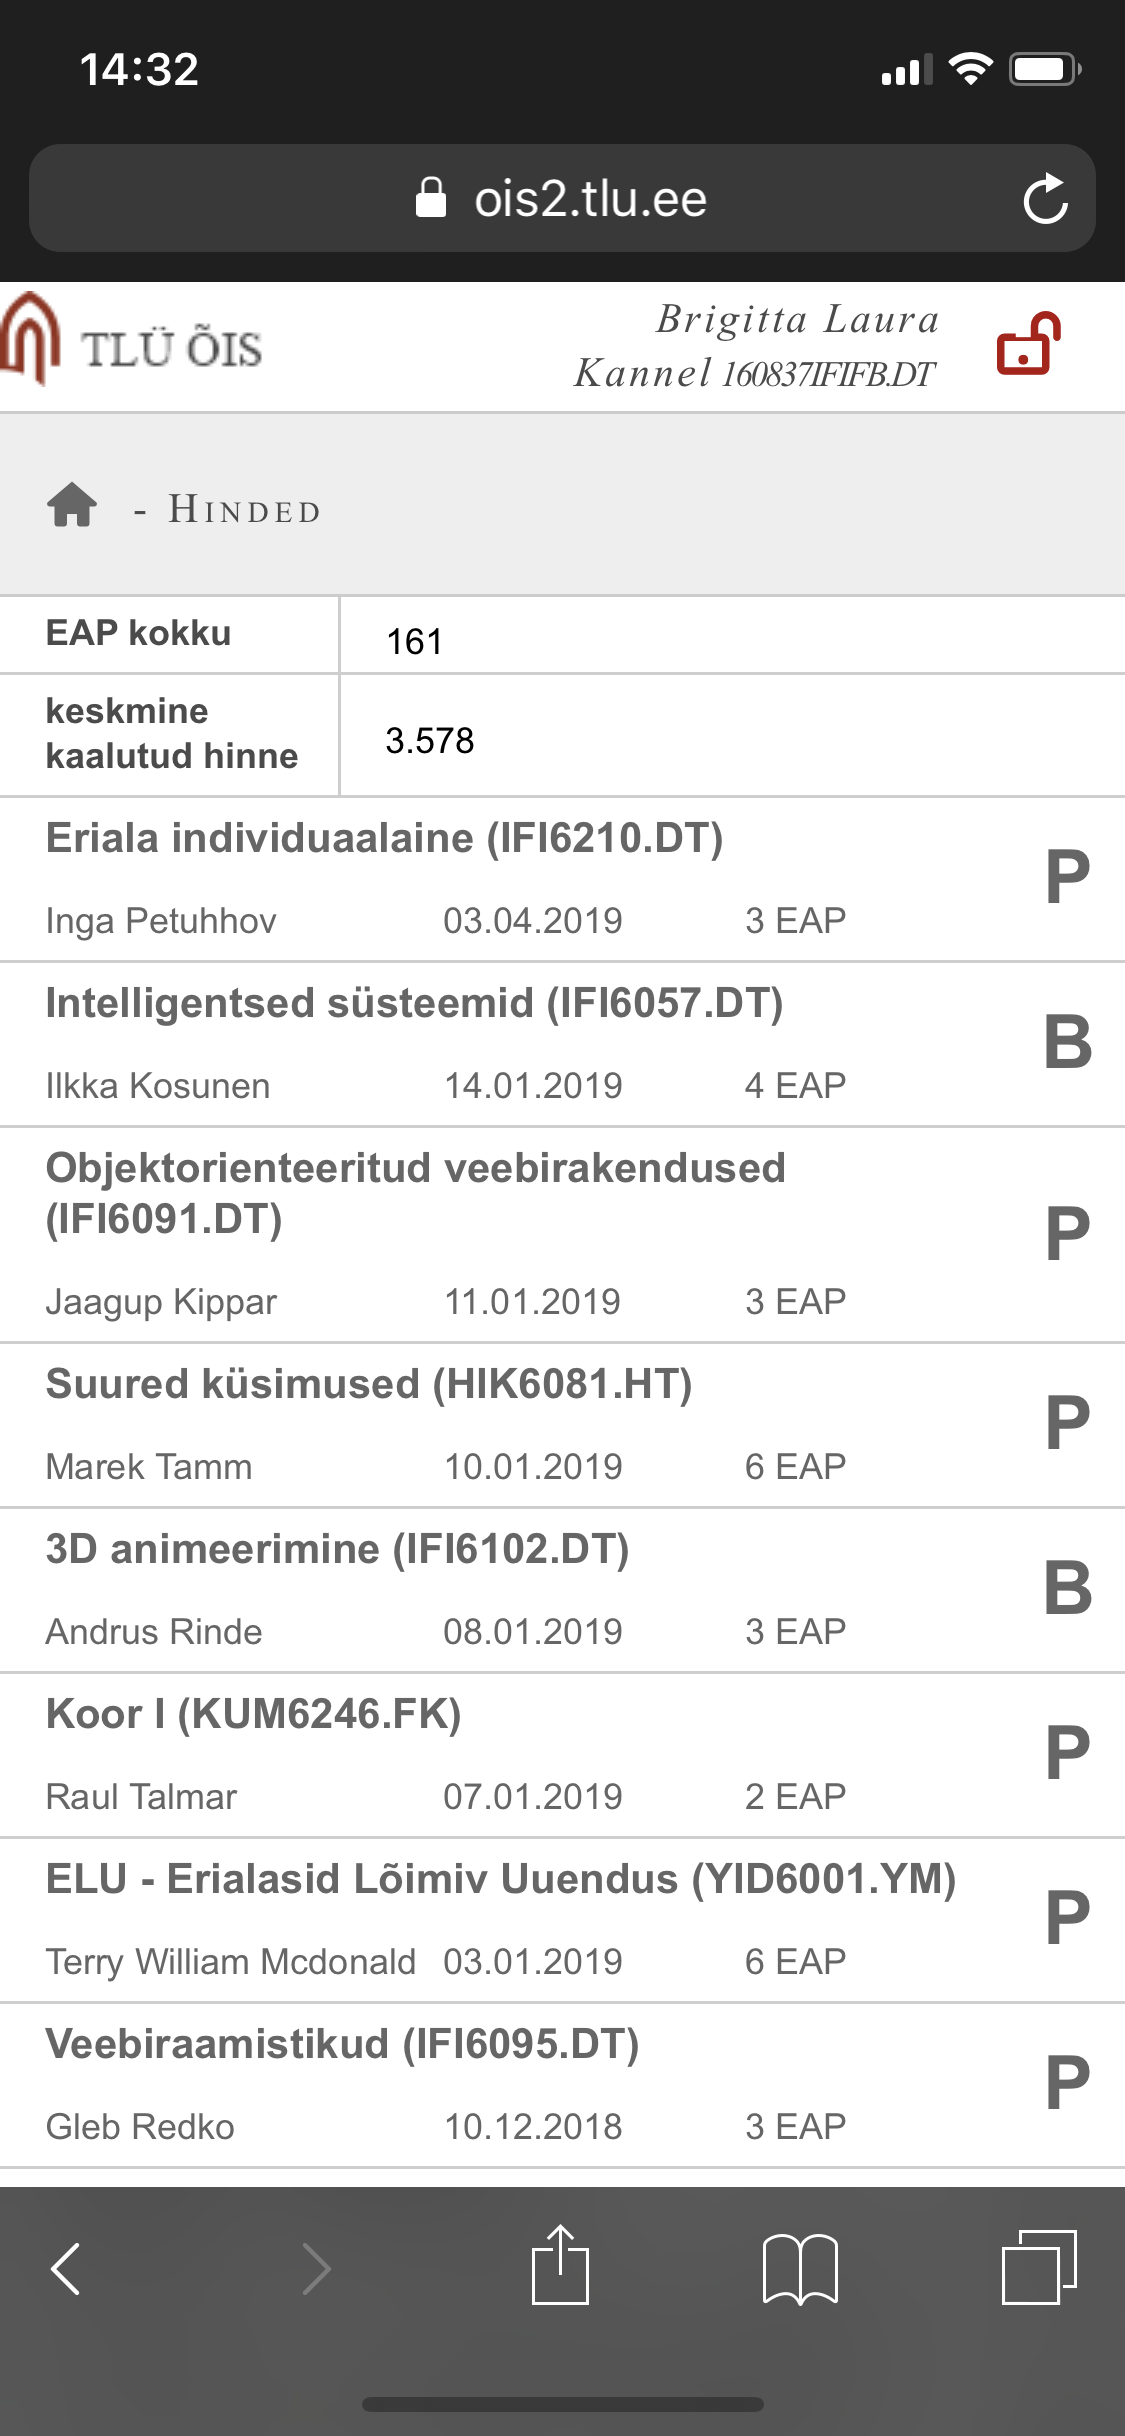 14:32
ois2.tlu.ee
TLÜ ÕIS
Brigitta Laura
Kannel 160837IFIFB.DT
- HINDED
EAP kokku 161
keskmine
kaalutud hinne 3.578
Eriala individuaalaine (IFI6210.DT)
P
Inga Petuhhov 03.04.2019 3 EAP
Intelligentsed süsteemid (IFI6057.DT)
B
Ilkka Kosunen 14.01.2019 4 EAP
Objektorienteeritud veebirakendused
(IFI6091.DT)
P
Jaagup Kippar 11.01.2019 3 EAP
Suured küsimused (HIK6081.HT)
P
Marek Tamm 10.01.2019 6 EAP
3D animeerimine (IFI6102.DT)
B
Andrus Rinde 08.01.2019 3 EAP
Koor I (KUM6246.FK)
P
Raul Talmar 07.01.2019 2 EAP
ELU - Erialasid Lõimiv Uuendus (YID6001.YM)
P
Terry William Mcdonald 03.01.2019 6 EAP
Veebiraamistikud (IFI6095.DT)
P
Gleb Redko 10.12.2018 3 EAP